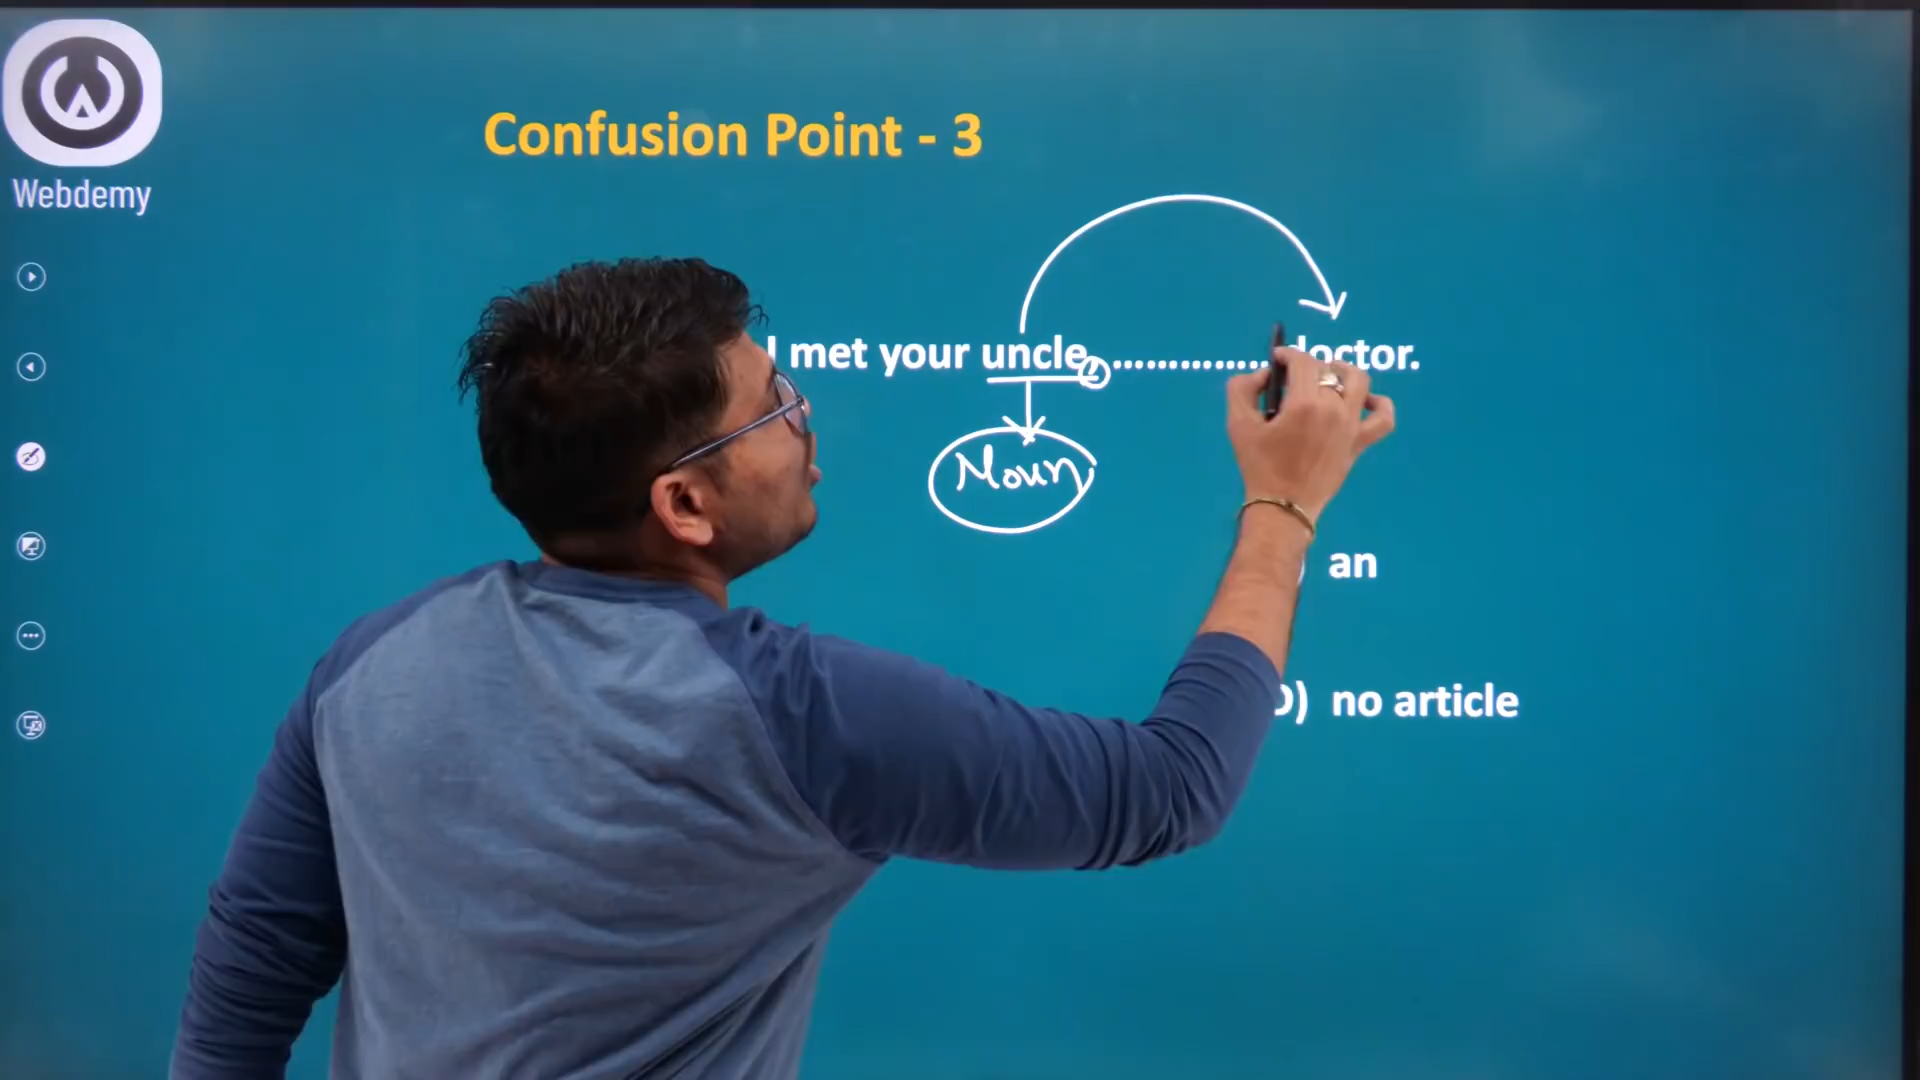 Webdemy
Confusion Point - 3
I met your uncle, ............... doctor.
Noun
an
D) no article